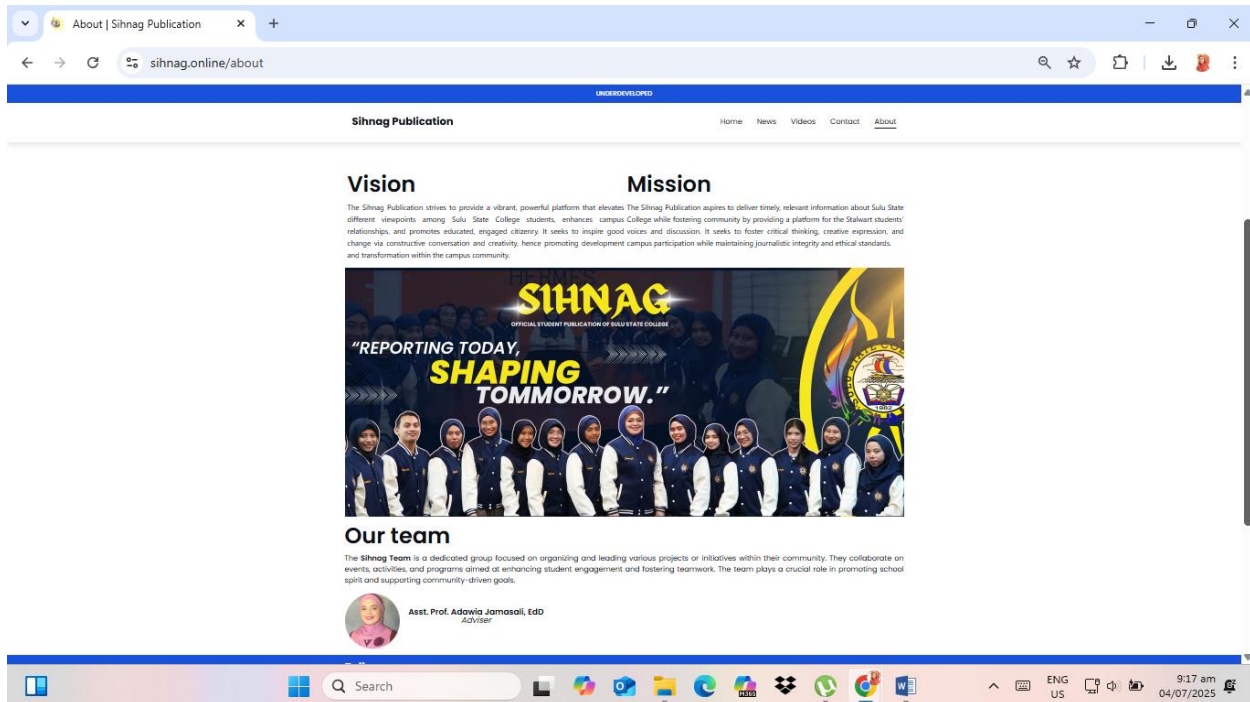 About | Sihnag Publication
sihnag.online/about
UNDERDEVELOPED
Sihnag Publication
Home News Videos Contact About
Vision
The Sihnag Publication strives to provide a vibrant, powerful platform that elevates
different viewpoints among Sulu State College students, enhances campus
relationships, and promotes educated, engaged citizenry. It seeks to inspire good
change via constructive conversation and creativity, hence promoting development
and transformation within the campus community.
Mission
The Sihnag Publication aspires to deliver timely, relevant information about Sulu State
College while fostering community by providing a platform for the Stalwart students'
voices and discussion. It seeks to foster critical thinking, creative expression, and
campus participation while maintaining journalistic integrity and ethical standards.
HERMES
SIHNAG
OFFICIAL STUDENT PUBLICATION OF SULU STATE COLLEGE
"REPORTING TODAY,
SHAPING
TOMMORROW."
SULU STATE COL
1982
Our team
The Sihnag Team is a dedicated group focused on organizing and leading various projects or initiatives within their community. They collaborate on
events, activities, and programs aimed at enhancing student engagement and fostering teamwork. The team plays a crucial role in promoting school
spirit and supporting community-driven goals.
Asst. Prof. Adawia Jamasali, EdD
Adviser
Search
M365
ENG
US
9:17 am
04/07/2025